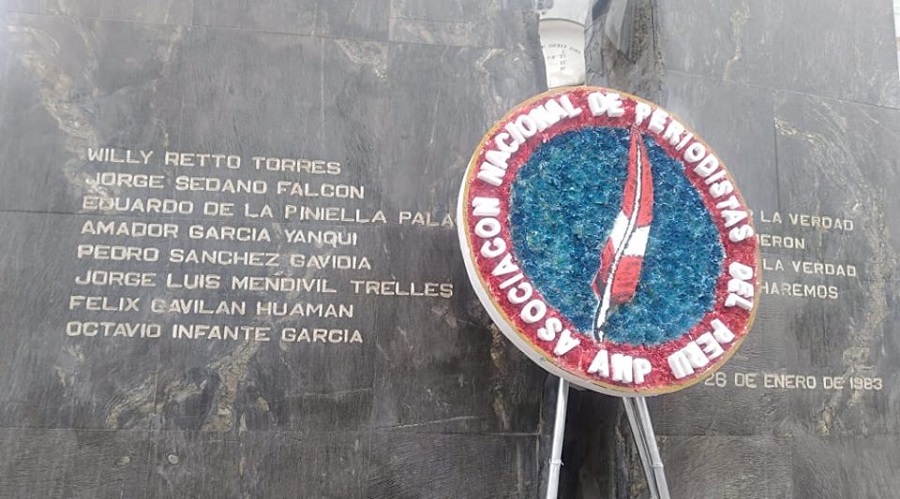 WILLY RETTO TORRES
JORGE SEDANO FALCON
EDUARDO DE LA PINIELLA PALA
AMADOR GARCIA YANQUI
PEDRO SANCHEZ GAVIDIA
JORGE LUIS MENDIVIL TRELLES
FELIX GAVILAN HUAMAN
OCTAVIO INFANTE GARCIA
ASOCIACON NACIONAL DE PERIODISTAS DEL PERU
ANP
LA VERDAD
LA VERDAD
HAREMOS
26 DE ENERO DE 1983